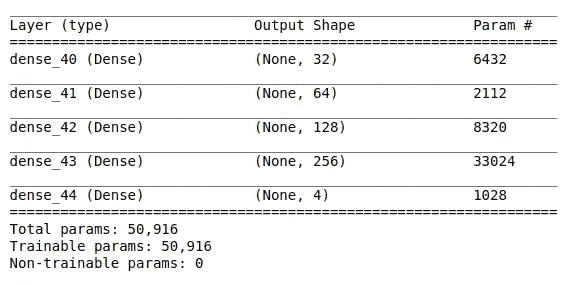 Layer (type) Output Shape Param #
dense_40 (Dense) (None, 32) 6432
dense_41 (Dense) (None, 64) 2112
dense_42 (Dense) (None, 128) 8320
dense_43 (Dense) (None, 256) 33024
dense_44 (Dense) (None, 4) 1028
Total params: 50,916
Trainable params: 50,916
Non-trainable params: 0